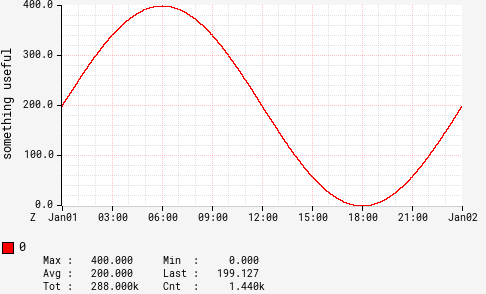 400.0
300.0
something useful
200.0
100.0
0.0
Z Jan01 03:00 06:00 09:00 12:00 15:00 18:00 21:00 Jan02
0
Max : 400.000 Min : 0.000
Avg : 200.000 Last : 199.127
Tot : 288.000k Cnt : 1.440k